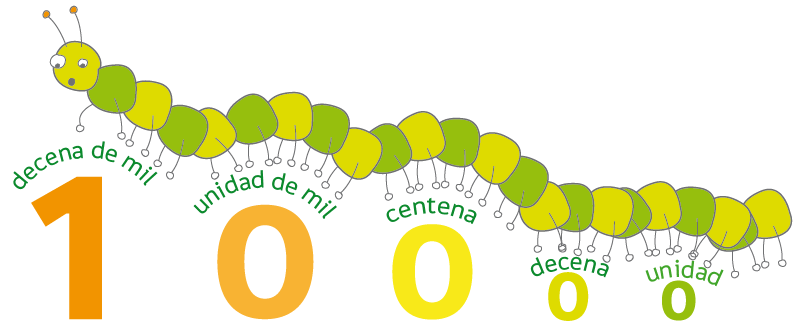 decena de mil
unidad de mil
centena
decena
unidad
1 0 0 0 0